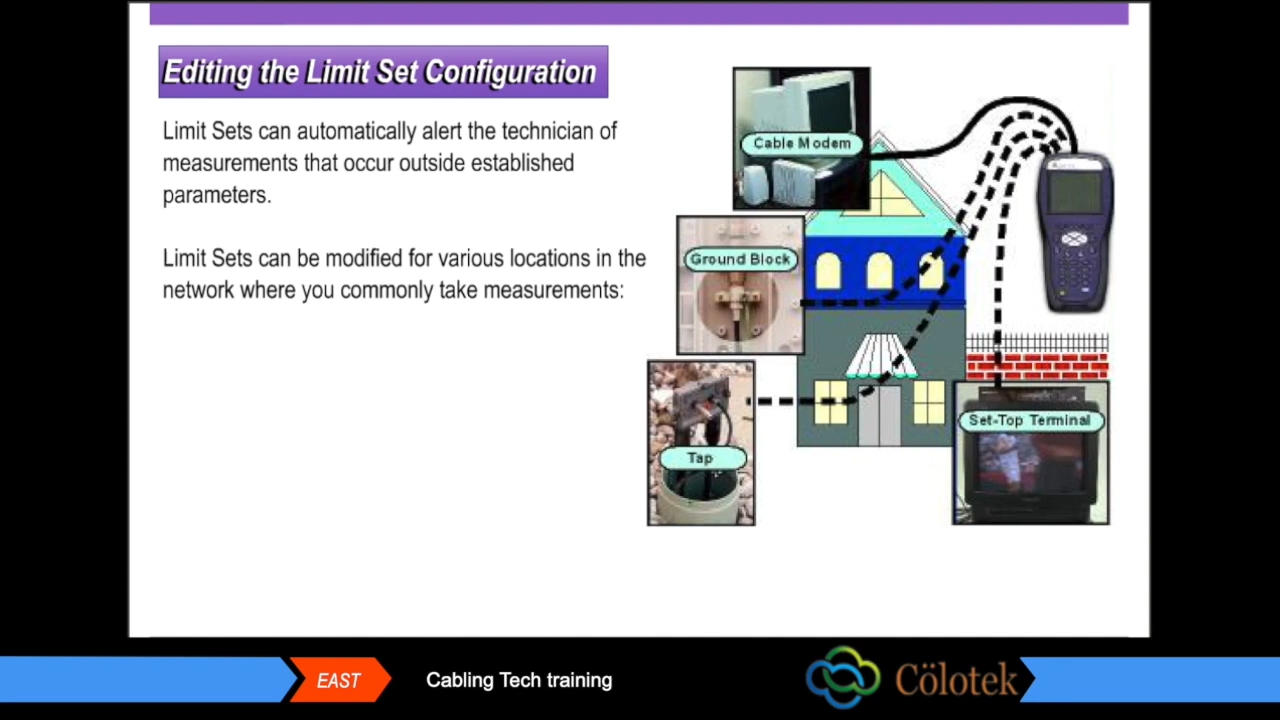 Editing the Limit Set Configuration
Limit Sets can automatically alert the technician of
measurements that occur outside established
parameters.
Limit Sets can be modified for various locations in the
network where you commonly take measurements:
Cable Modem
Ground Block
Tap
Set-Top Terminal
EAST
Cabling Tech training
Cölotek